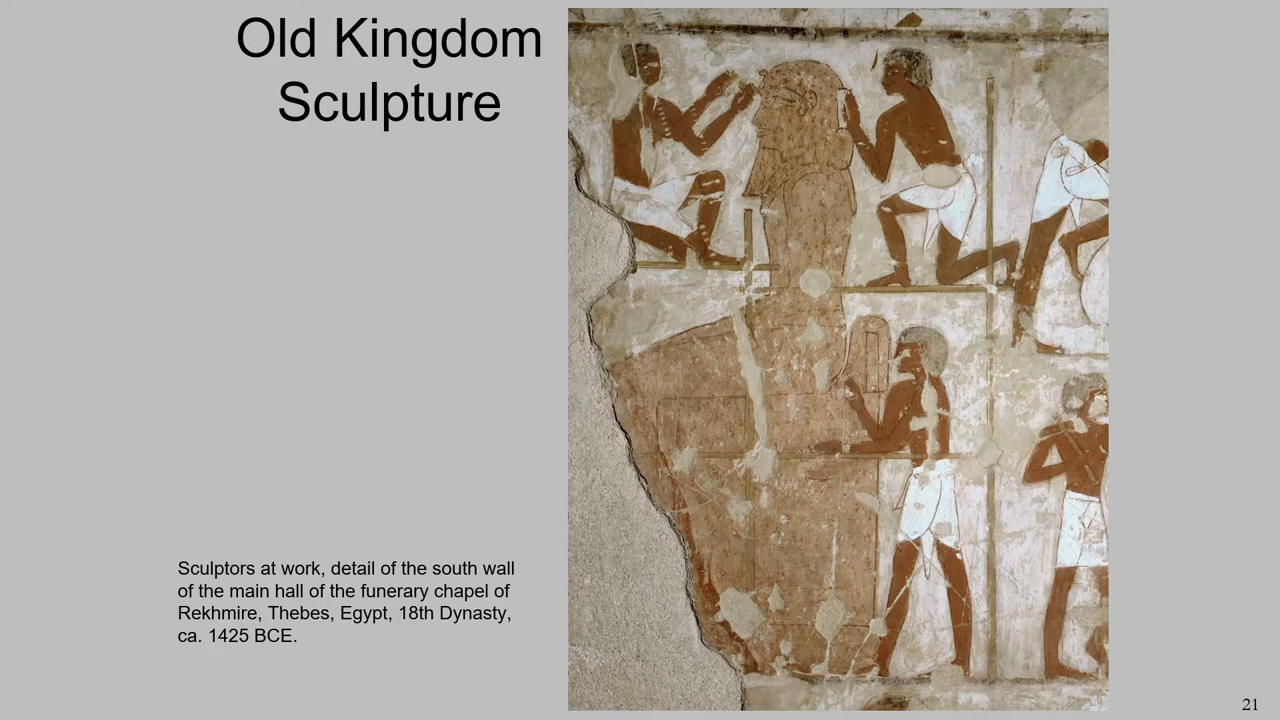 Old Kingdom
Sculpture
Sculptors at work, detail of the south wall
of the main hall of the funerary chapel of
Rekhmire, Thebes, Egypt, 18th Dynasty,
ca. 1425 BCE.
21